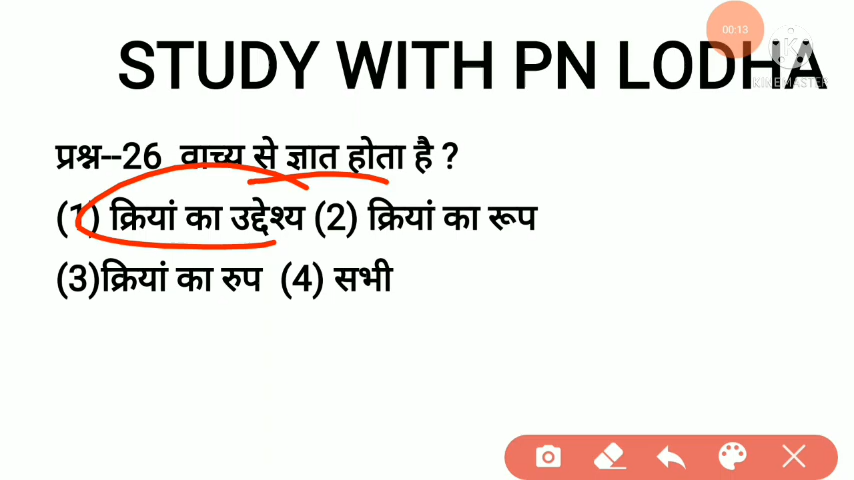 00:13
STUDY WITH PN LODHA
KINEMASTER
प्रश्न--26 वाच्य से ज्ञात होता है ?
(1) क्रियां का उद्देश्य (2) क्रियां का रूप
(3)क्रियां का रुप (4) सभी